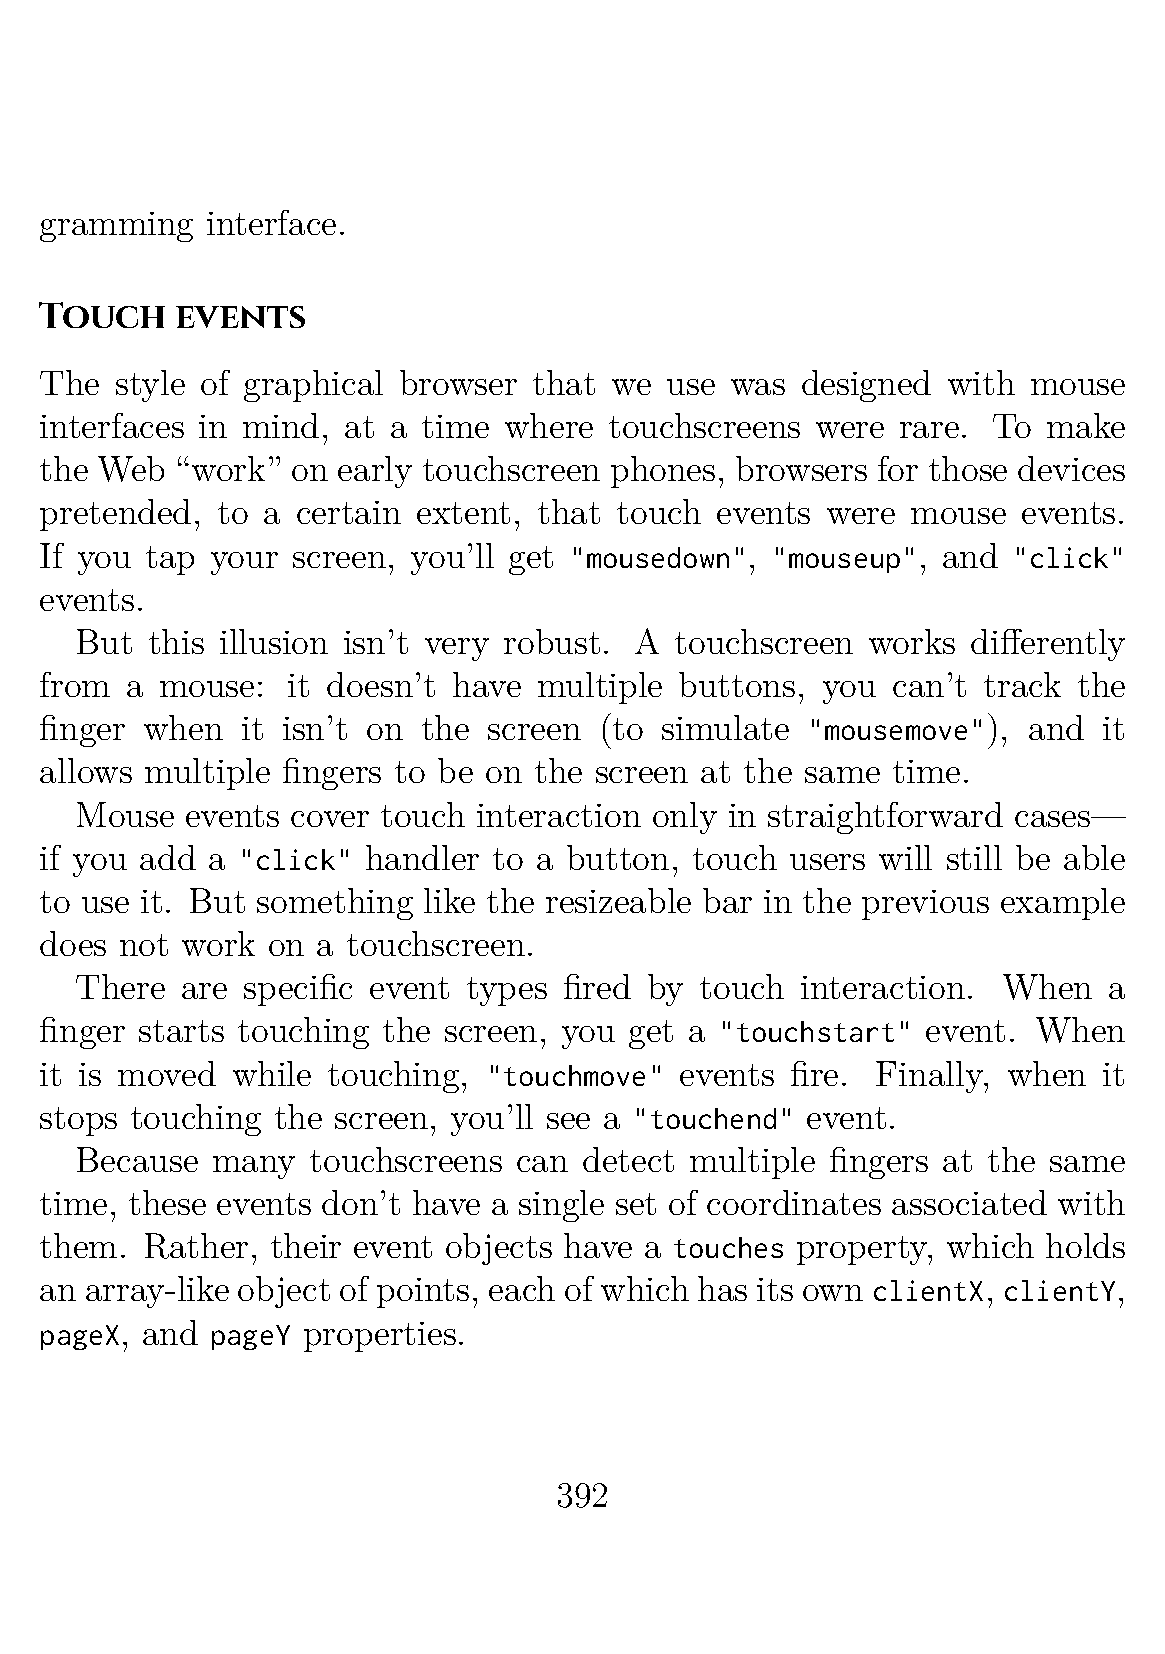 gramming interface.
Touch events
The style of graphical browser that we use was designed with mouse
interfaces in mind, at a time where touchscreens were rare. To make
the Web “work” on early touchscreen phones, browsers for those devices
pretended, to a certain extent, that touch events were mouse events.
If you tap your screen, you’ll get "mousedown", "mouseup", and "click"
events.
But this illusion isn’t very robust. A touchscreen works differently
from a mouse: it doesn’t have multiple buttons, you can’t track the
finger when it isn’t on the screen (to simulate "mousemove"), and it
allows multiple fingers to be on the screen at the same time.
Mouse events cover touch interaction only in straightforward cases—
if you add a "click" handler to a button, touch users will still be able
to use it. But something like the resizeable bar in the previous example
does not work on a touchscreen.
There are specific event types fired by touch interaction. When a
finger starts touching the screen, you get a "touchstart" event. When
it is moved while touching, "touchmove" events fire. Finally, when it
stops touching the screen, you’ll see a "touchend" event.
Because many touchscreens can detect multiple fingers at the same
time, these events don’t have a single set of coordinates associated with
them. Rather, their event objects have a touches property, which holds
an array-like object of points, each of which has its own clientX, clientY,
pageX, and pageY properties.
392